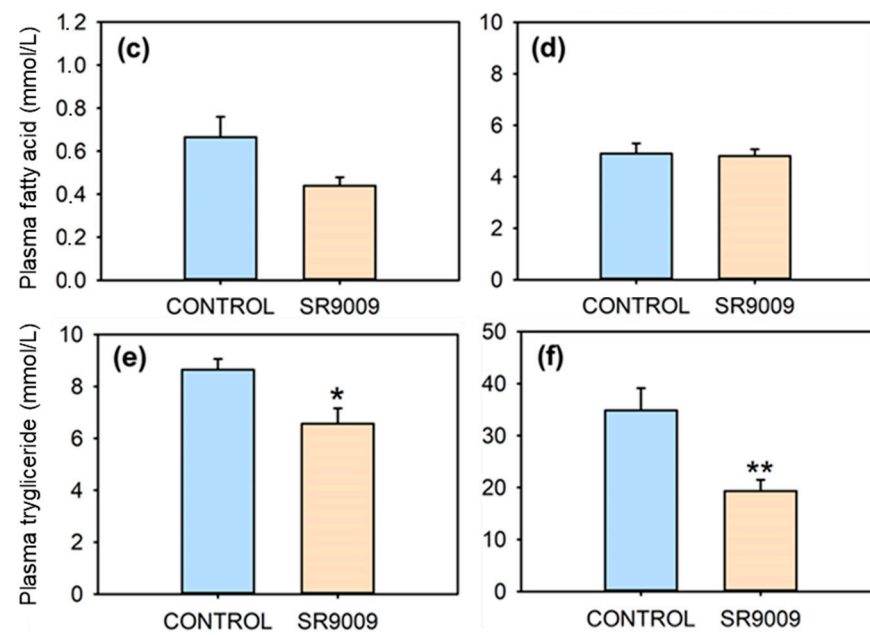 Plasma fatty acid (mmol/L)
1.2
1.0
0.8
0.6
0.4
0.2
0.0
(c)
CONTROL SR9009
10
8
6
4
2
0
(d)
CONTROL SR9009
Plasma trygliceride (mmol/L)
10
8
6
4
2
0
(e)
*
CONTROL SR9009
50
40
30
20
10
0
(f)
**
CONTROL SR9009